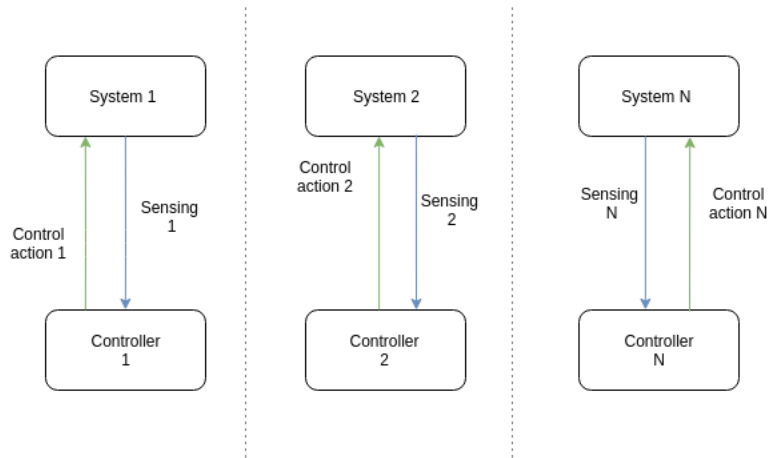 System 1
System 2
System N
Control
action 1
Sensing
1
Control
action 2
Sensing
2
Sensing
N
Control
action N
Controller
1
Controller
2
Controller
N